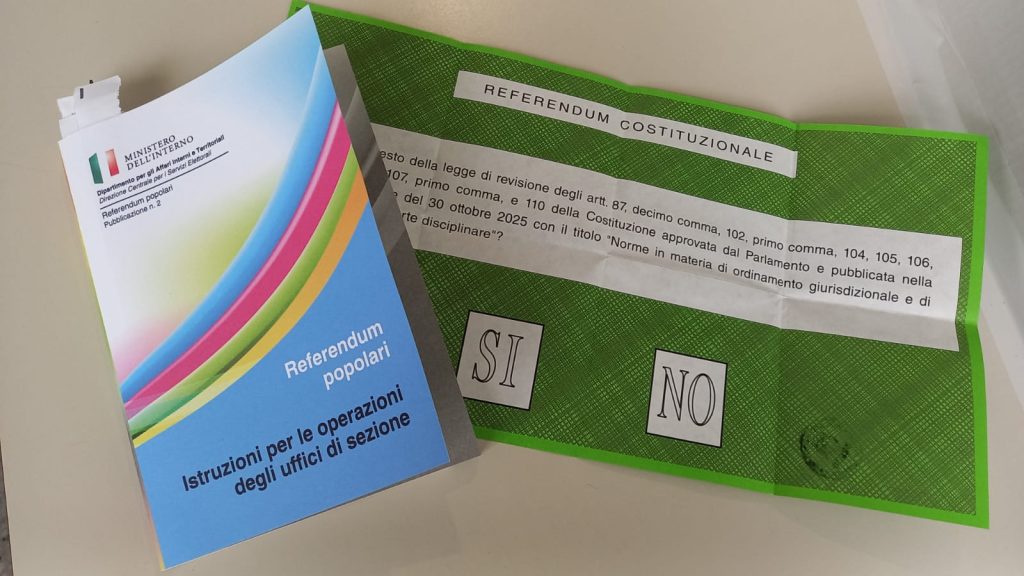 MINISTERO
DELL'INTERNO
Dipartimento per gli Affari Interni e Territoriali
Direzione Centrale per i Servizi Elettorali
Referendum popolari
Pubblicazione n. 2
Referendum
popolari
Istruzioni per le operazioni
degli uffici di sezione
REFERENDUM COSTITUZIONALE
esto della legge di revisione degli artt. 87, decimo comma, 102, primo comma, 104, 105, 106,
107, primo comma, e 110 della Costituzione approvata dal Parlamento e pubblicata nella
del 30 ottobre 2025 con il titolo "Norme in materia di ordinamento giurisdizionale e di
disciplinare"?
SI
NO